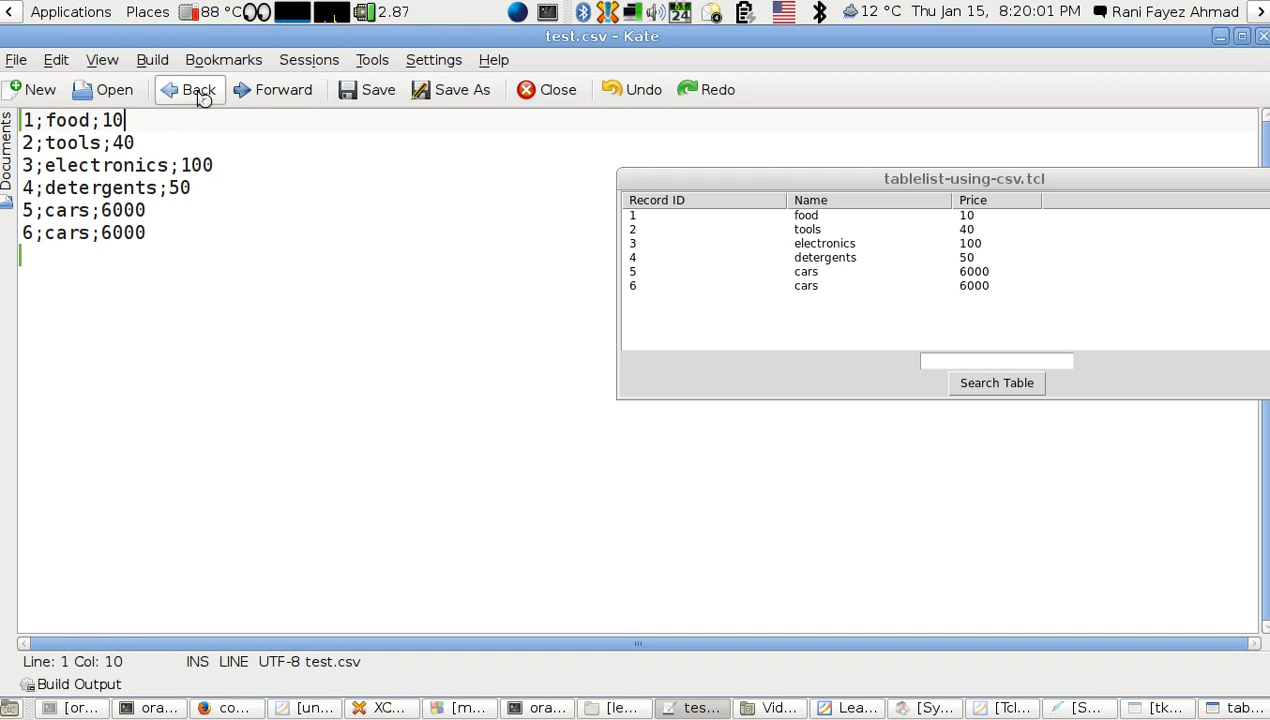 Applications Places 88 °C 2.87 24 12 °C Thu Jan 15, 8:20:01 PM Rani Fayez Ahmad
test.csv – Kate
File Edit View Build Bookmarks Sessions Tools Settings Help
New Open Back Forward Save Save As Close Undo Redo
Documents
1;food;10
2;tools;40
3;electronics;100
4;detergents;50
5;cars;6000
6;cars;6000
tablelist-using-csv.tcl
Record ID Name Price
1 food 10
2 tools 40
3 electronics 100
4 detergents 50
5 cars 6000
6 cars 6000
Search Table
Line: 1 Col: 10 INS LINE UTF-8 test.csv
Build Output
[or... ora... co... [un... XC... [m... ora... [le... tes... Vid... Lea... [Sy... [Tcl... [S... [tk... tab...